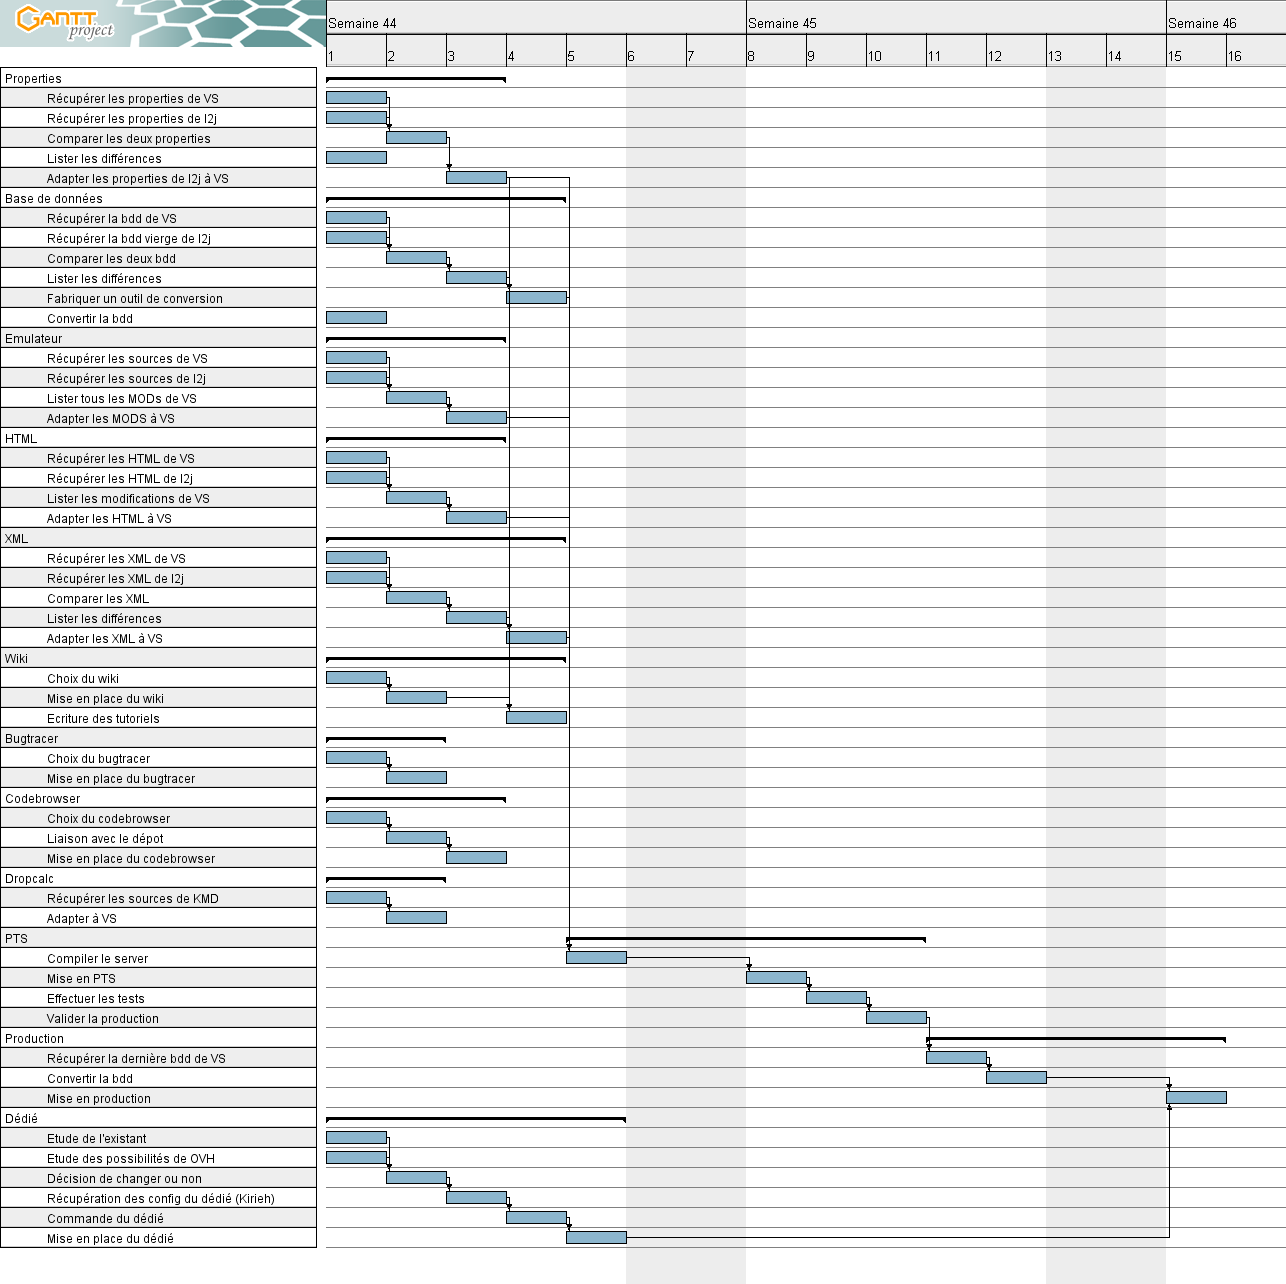 GANTT
project
Semaine 44
Semaine 45
Semaine 46
1 2 3 4 5 6 7 8 9 10 11 12 13 14 15 16
Properties
Récupérer les properties de VS
Récupérer les properties de l2j
Comparer les deux properties
Lister les différences
Adapter les properties de l2j à VS
Base de données
Récupérer la bdd de VS
Récupérer la bdd vierge de l2j
Comparer les deux bdd
Lister les différences
Fabriquer un outil de conversion
Convertir la bdd
Emulateur
Récupérer les sources de VS
Récupérer les sources de l2j
Lister tous les MODs de VS
Adapter les MODS à VS
HTML
Récupérer les HTML de VS
Récupérer les HTML de l2j
Lister les modifications de VS
Adapter les HTML à VS
XML
Récupérer les XML de VS
Récupérer les XML de l2j
Comparer les XML
Lister les différences
Adapter les XML à VS
Wiki
Choix du wiki
Mise en place du wiki
Ecriture des tutoriels
Bugtracer
Choix du bugtracer
Mise en place du bugtracer
Codebrowser
Choix du codebrowser
Liaison avec le dépot
Mise en place du codebrowser
Dropcalc
Récupérer les sources de KMD
Adapter à VS
PTS
Compiler le server
Mise en PTS
Effectuer les tests
Valider la production
Production
Récupérer la dernière bdd de VS
Convertir la bdd
Mise en production
Dédié
Etude de l'existant
Etude des possibilités de OVH
Décision de changer ou non
Récupération des config du dédié (Kirieh)
Commande du dédié
Mise en place du dédié